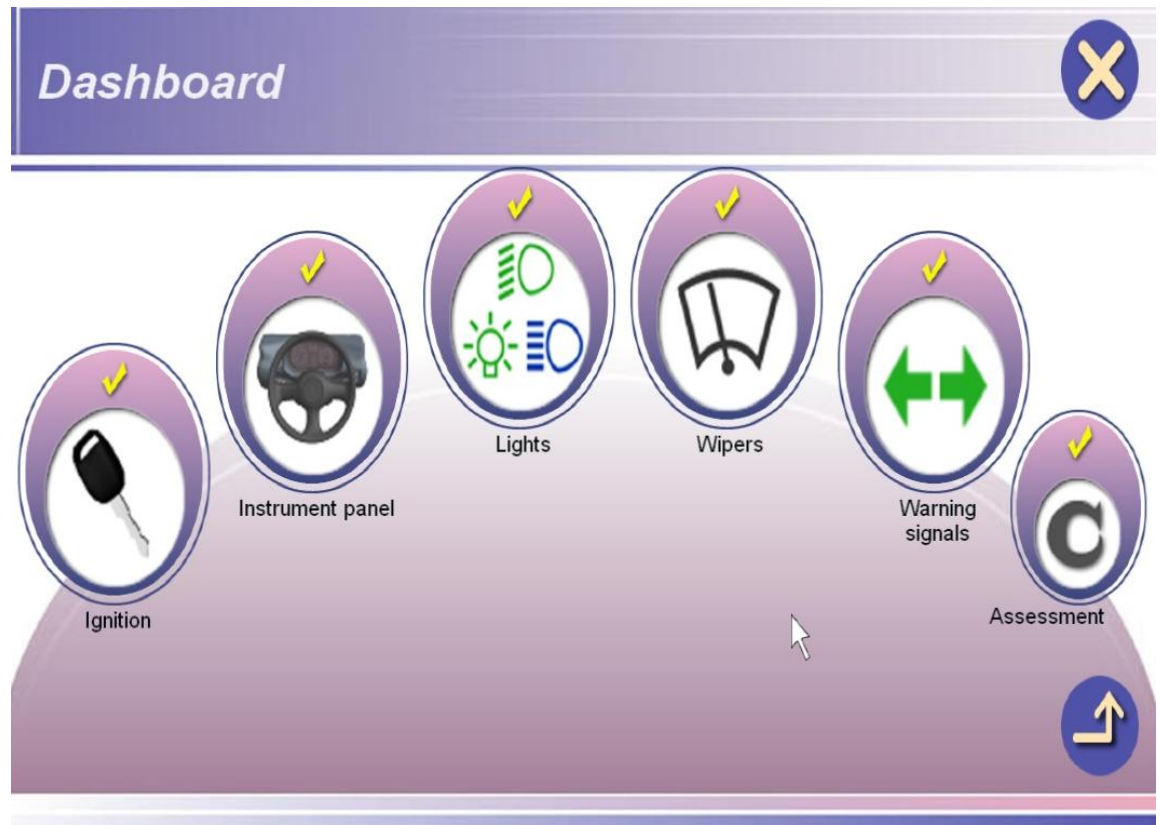 Dashboard
Lights
Wipers
Instrument panel
Warning
signals
Ignition
C
Assessment